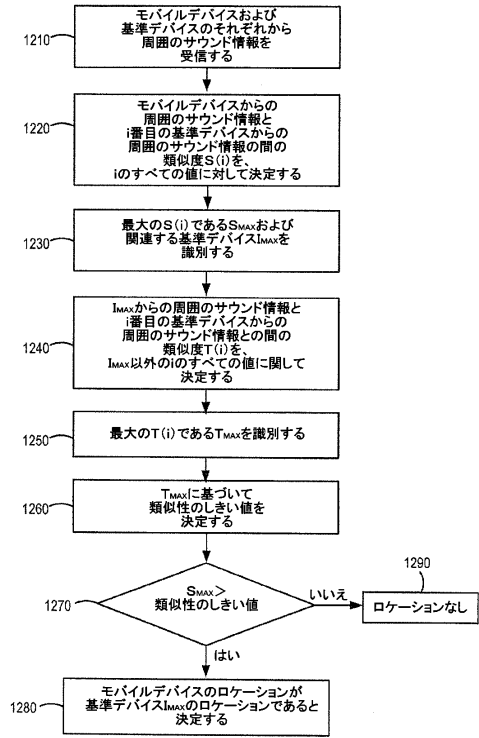 1210
モバイルデバイスおよび
基準デバイスのそれぞれから
周囲のサウンド情報を
受信する
1220
モバイルデバイスからの
周囲のサウンド情報と
i番目の基準デバイスからの
周囲のサウンド情報の間の
類似度S(i)を、
iのすべての値に対して決定する
1230
最大のS(i)であるSMAXおよび
関連する基準デバイスIMAXを
識別する
1240
IMAXからの周囲のサウンド情報と
i番目の基準デバイスからの
周囲のサウンド情報との間の
類似度T(i)を、
IMAX以外のiのすべての値に関して
決定する
1250
最大のT(i)であるTMAXを識別する
1260
TMAXに基づいて
類似性のしきい値を
決定する
1270
SMAX>
類似性のしきい値
いいえ
1290
ロケーションなし
はい
1280
モバイルデバイスのロケーションが
基準デバイスIMAXのロケーションであると
決定する